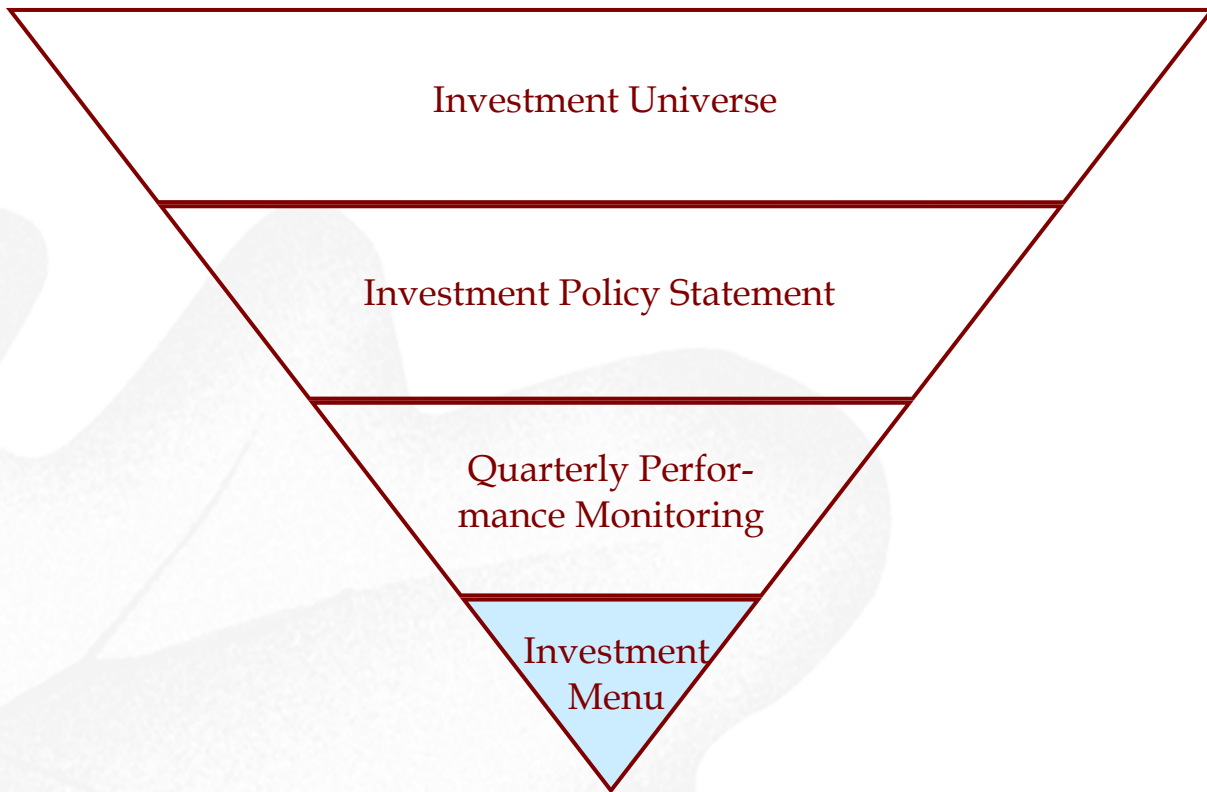 Investment Universe
Investment Policy Statement
Quarterly Perfor-
mance Monitoring
Investment
Menu